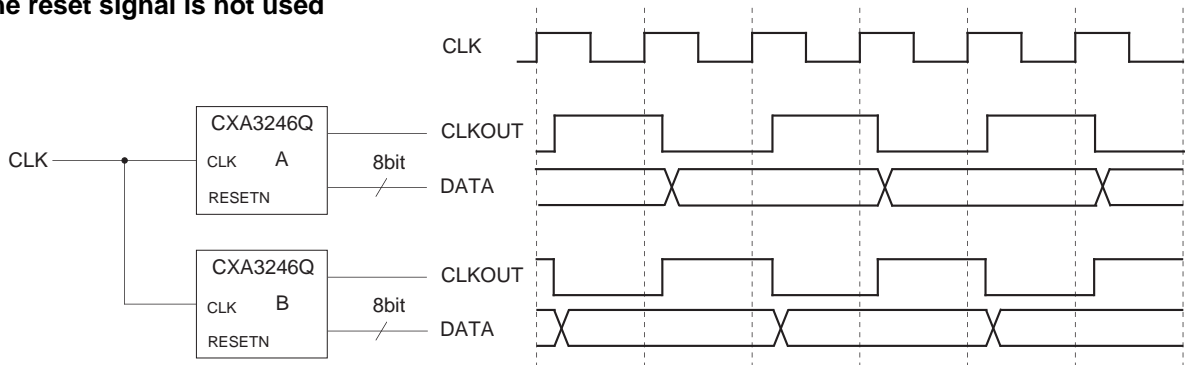 reset signal is not used
CLK
CXA3246Q
CLK A
RESETN
8bit
CLKOUT
DATA
CLK
CXA3246Q
CLK B
RESETN
8bit
CLKOUT
DATA